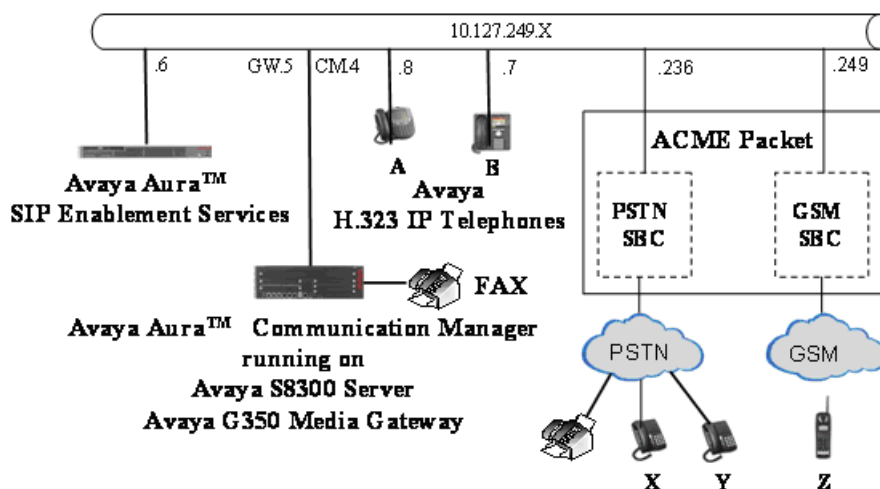 10.127.249.X
.6
GW.5 CM.4
.8
.7
.236
.249
ACME Packet
A
B
Avaya Aura™
SIP Enablement Services
Avaya
H.323 IP Telephones
PSTN
SBC
GSM
SBC
FAX
Avaya Aura™ Communication Manager
running on
Avaya S8300 Server
Avaya G350 Media Gateway
PSTN
GSM
X
Y
Z